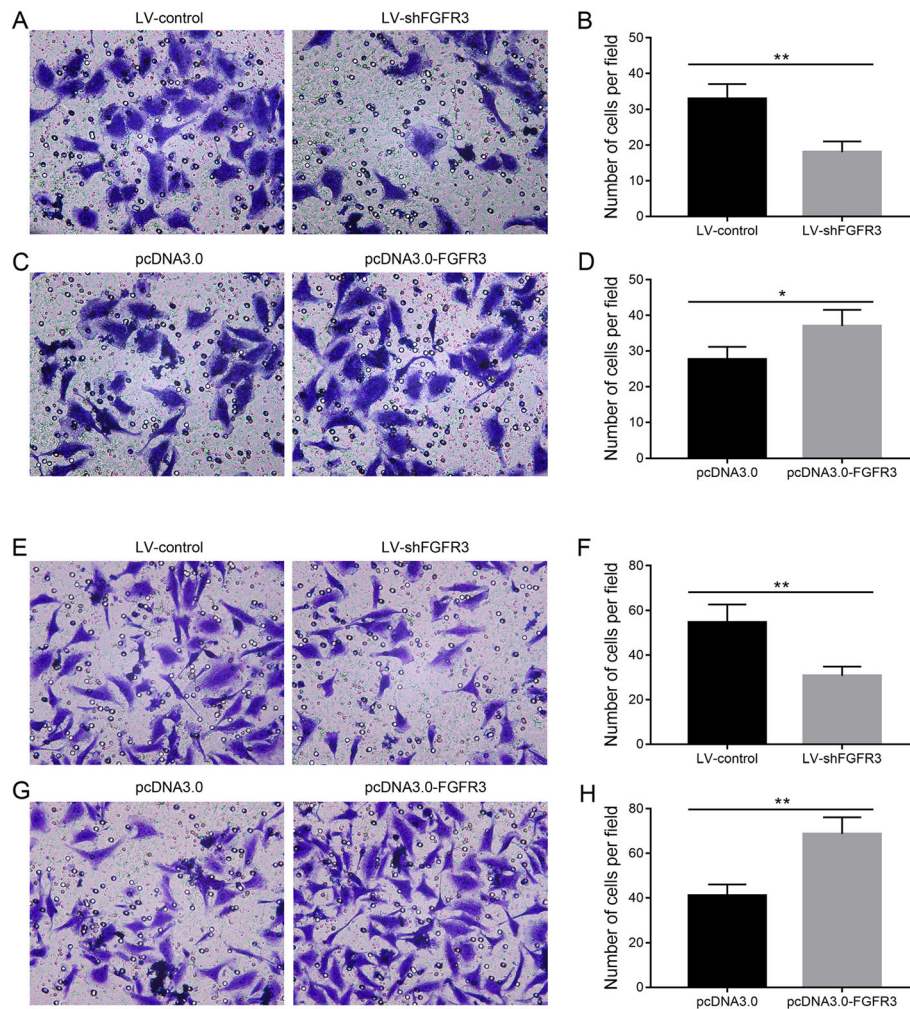 A
LV-control
LV-shFGFR3
B
Number of cells per field
50
40
30
20
10
0
**
LV-control
LV-shFGFR3
C
pcDNA3.0
pcDNA3.0-FGFR3
D
Number of cells per field
50
40
30
20
10
0
*
pcDNA3.0
pcDNA3.0-FGFR3
E
LV-control
LV-shFGFR3
F
Number of cells per field
80
60
40
20
0
**
LV-control
LV-shFGFR3
G
pcDNA3.0
pcDNA3.0-FGFR3
H
Number of cells per field
80
60
40
20
0
**
pcDNA3.0
pcDNA3.0-FGFR3